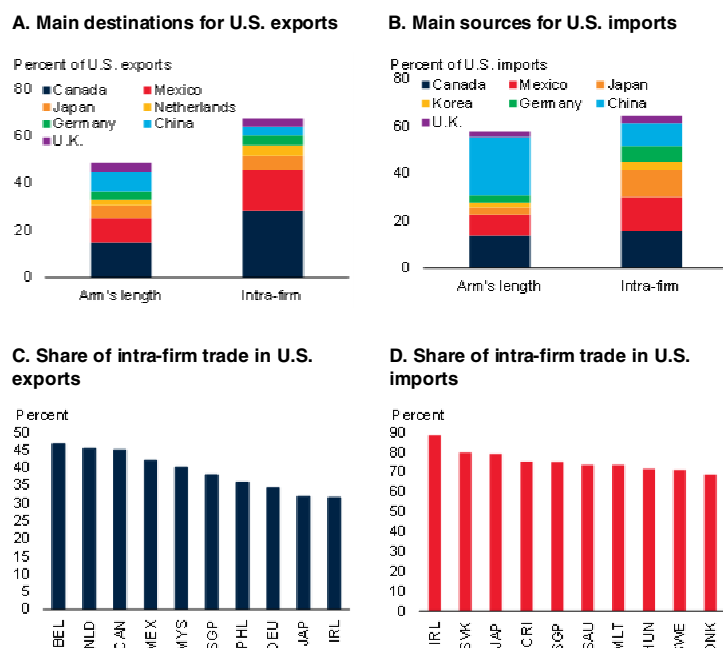 A. Main destinations for U.S. exports
Percent of U.S. exports
80
Canada Mexico
Japan Netherlands
Germany China
U.K.
60
40
20
0
Arm's length Intra-firm
B. Main sources for U.S. imports
Percent of U.S. imports
80
Canada Mexico Japan
Korea Germany China
U.K.
60
40
20
0
Arm's length Intra-firm
C. Share of intra-firm trade in U.S.
exports
Percent
50
45
40
35
30
25
20
15
10
5
0
BEL NLD CAN MEX MYS SGP PHL DEU JAP IRL
D. Share of intra-firm trade in U.S.
imports
Percent
90
80
70
60
50
40
30
20
10
0
IRL SVK JAP CRI SGP SAU MLT HUN SWE DNK